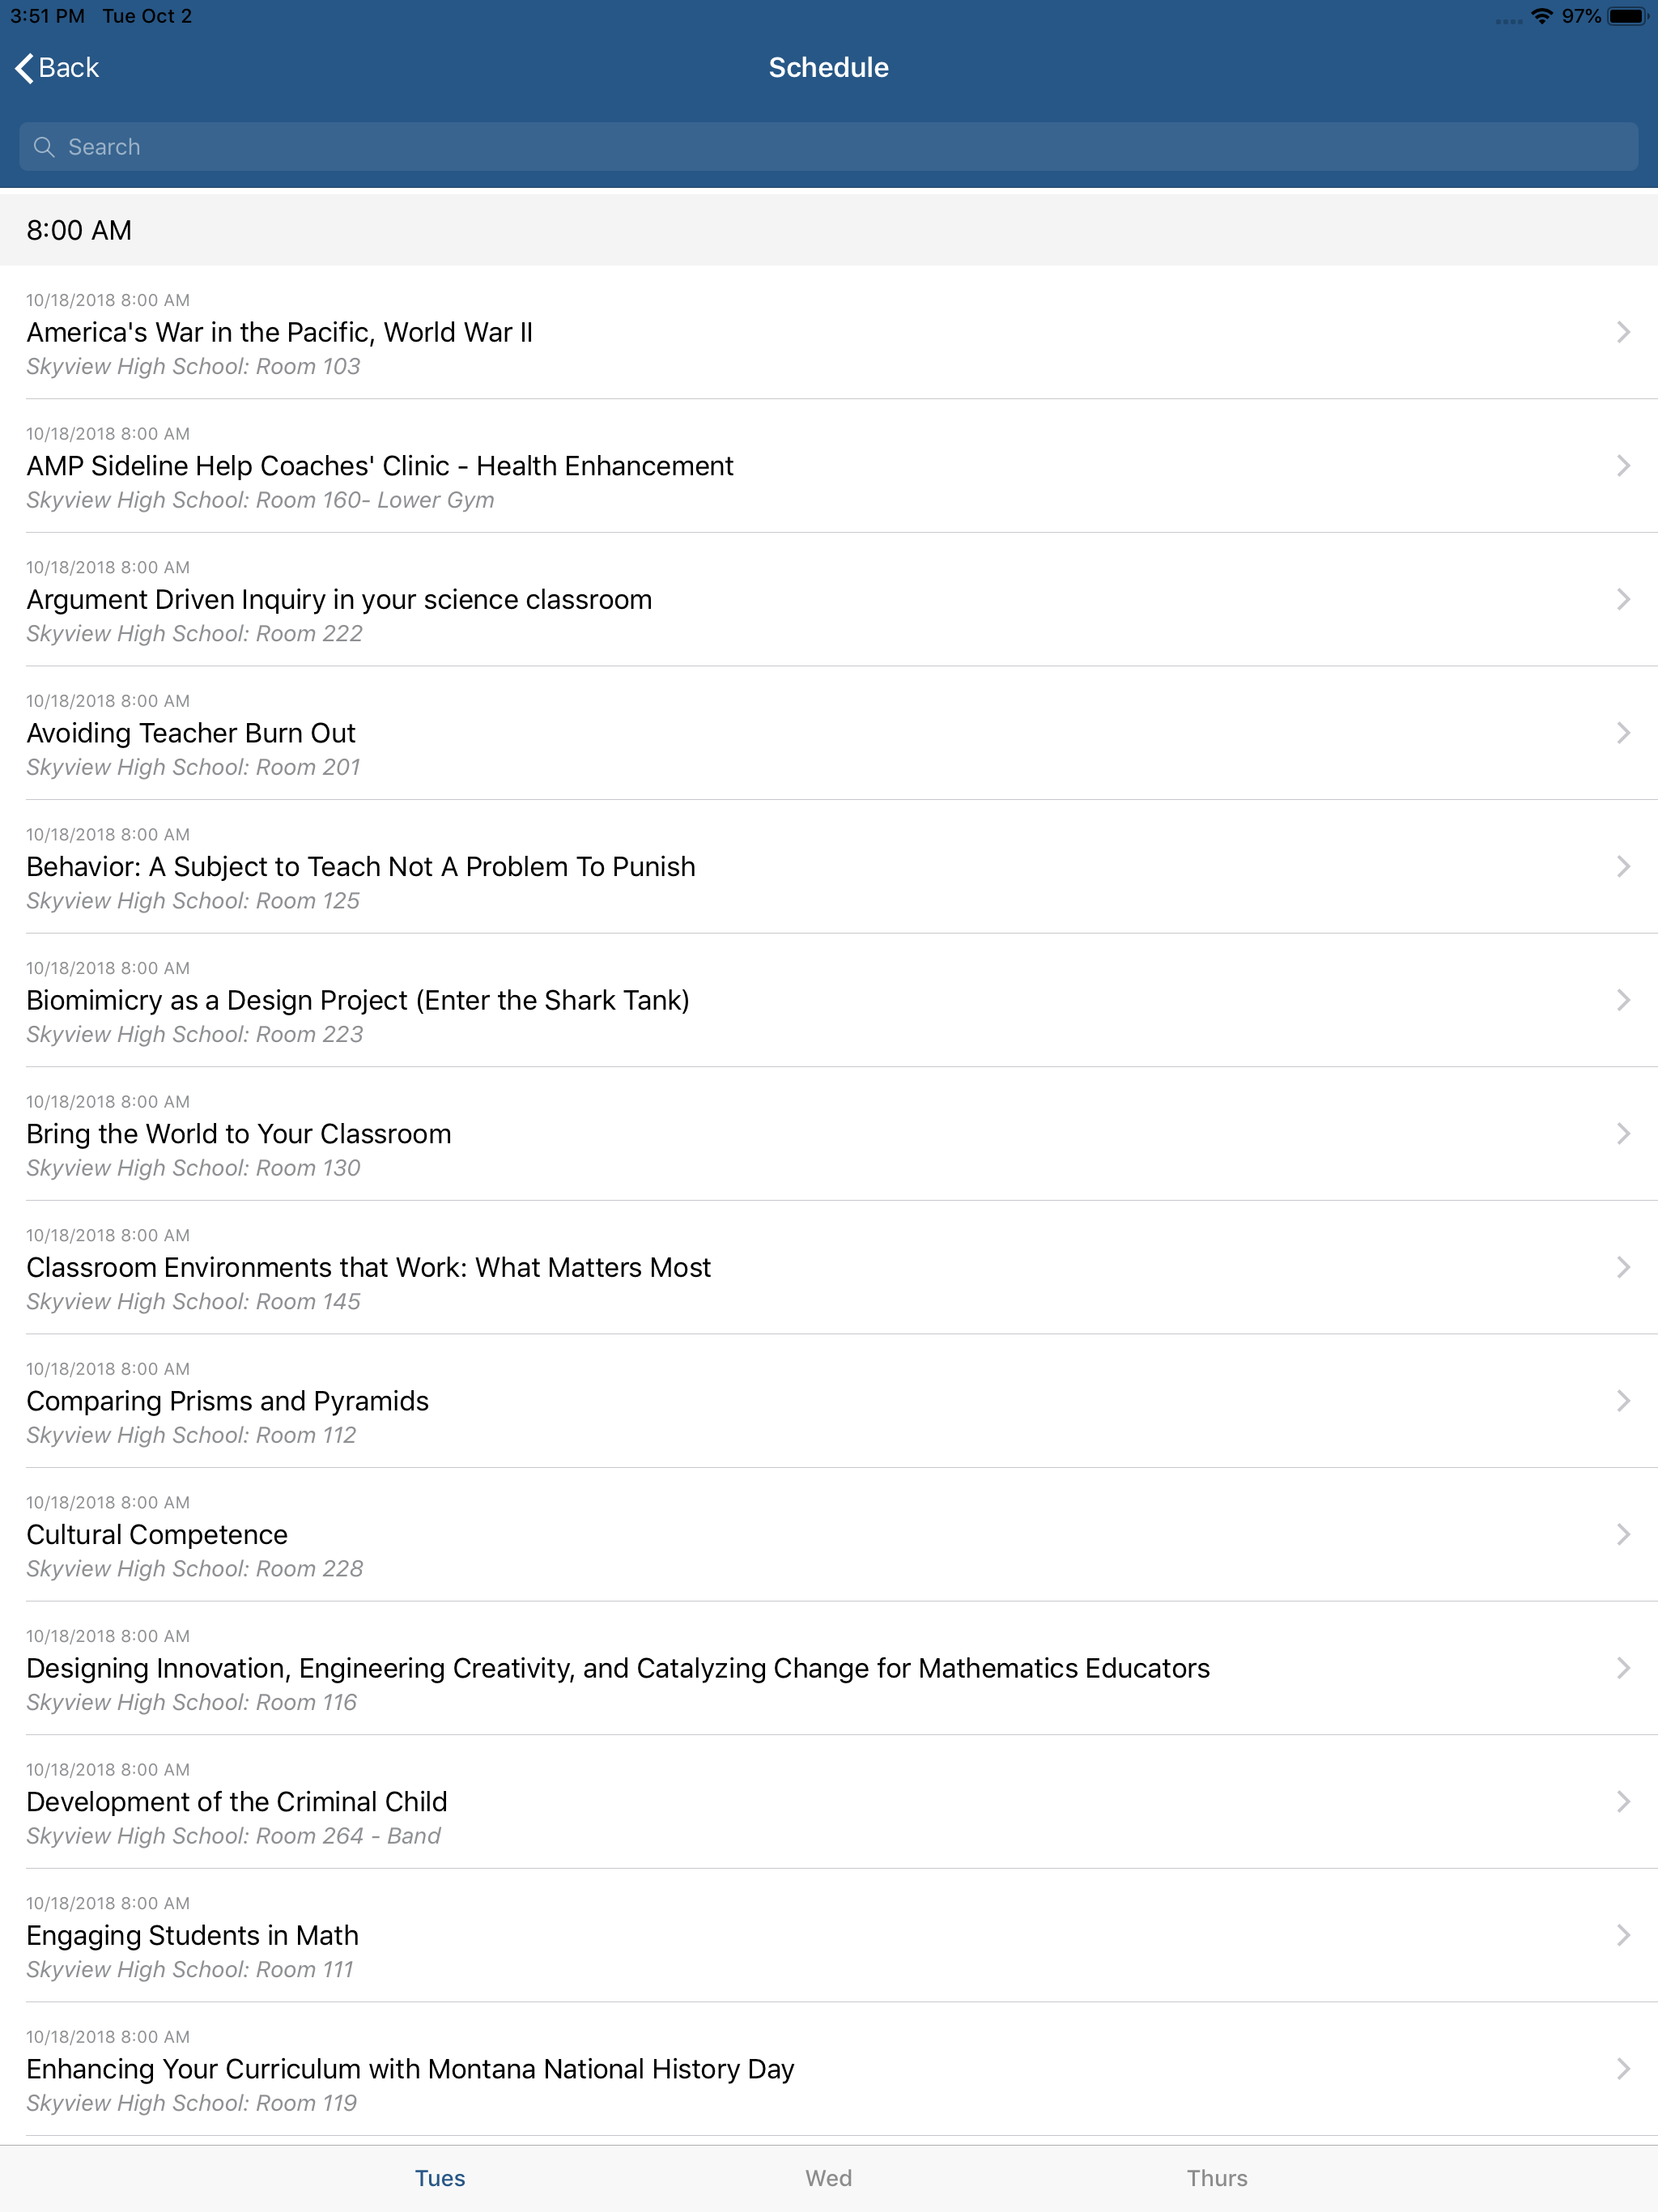 3:51 PM Tue Oct 2 97%
Back Schedule
Search
8:00 AM
10/18/2018 8:00 AM
America's War in the Pacific, World War II
Skyview High School: Room 103
10/18/2018 8:00 AM
AMP Sideline Help Coaches' Clinic - Health Enhancement
Skyview High School: Room 160- Lower Gym
10/18/2018 8:00 AM
Argument Driven Inquiry in your science classroom
Skyview High School: Room 222
10/18/2018 8:00 AM
Avoiding Teacher Burn Out
Skyview High School: Room 201
10/18/2018 8:00 AM
Behavior: A Subject to Teach Not A Problem To Punish
Skyview High School: Room 125
10/18/2018 8:00 AM
Biomimicry as a Design Project (Enter the Shark Tank)
Skyview High School: Room 223
10/18/2018 8:00 AM
Bring the World to Your Classroom
Skyview High School: Room 130
10/18/2018 8:00 AM
Classroom Environments that Work: What Matters Most
Skyview High School: Room 145
10/18/2018 8:00 AM
Comparing Prisms and Pyramids
Skyview High School: Room 112
10/18/2018 8:00 AM
Cultural Competence
Skyview High School: Room 228
10/18/2018 8:00 AM
Designing Innovation, Engineering Creativity, and Catalyzing Change for Mathematics Educators
Skyview High School: Room 116
10/18/2018 8:00 AM
Development of the Criminal Child
Skyview High School: Room 264 - Band
10/18/2018 8:00 AM
Engaging Students in Math
Skyview High School: Room 111
10/18/2018 8:00 AM
Enhancing Your Curriculum with Montana National History Day
Skyview High School: Room 119
Tues Wed Thurs